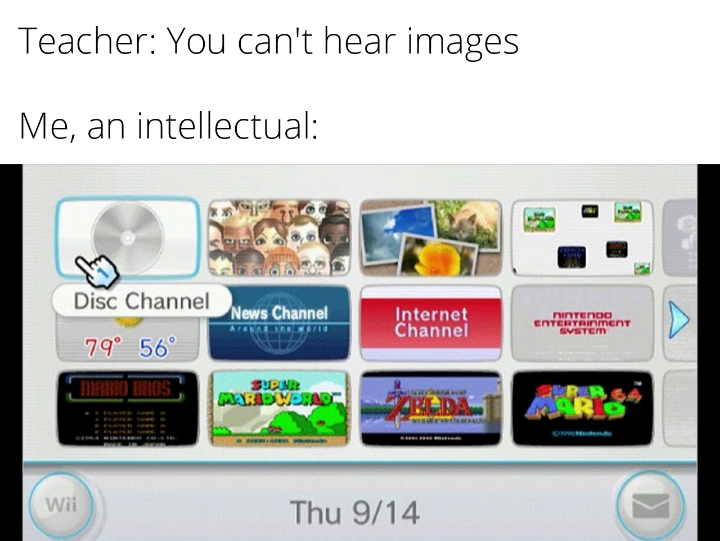 Teacher: You can't hear images
Me, an intellectual:
Disc Channel
79° 56°
News Channel
Around the world
Internet
Channel
NINTENDO
ENTERTAINMENT
SYSTEM
MARIO BROS.
SUPER
MARIO WORLD
ZELDA
SUPER
MARIO 64
Nintendo
Wii
Thu 9/14